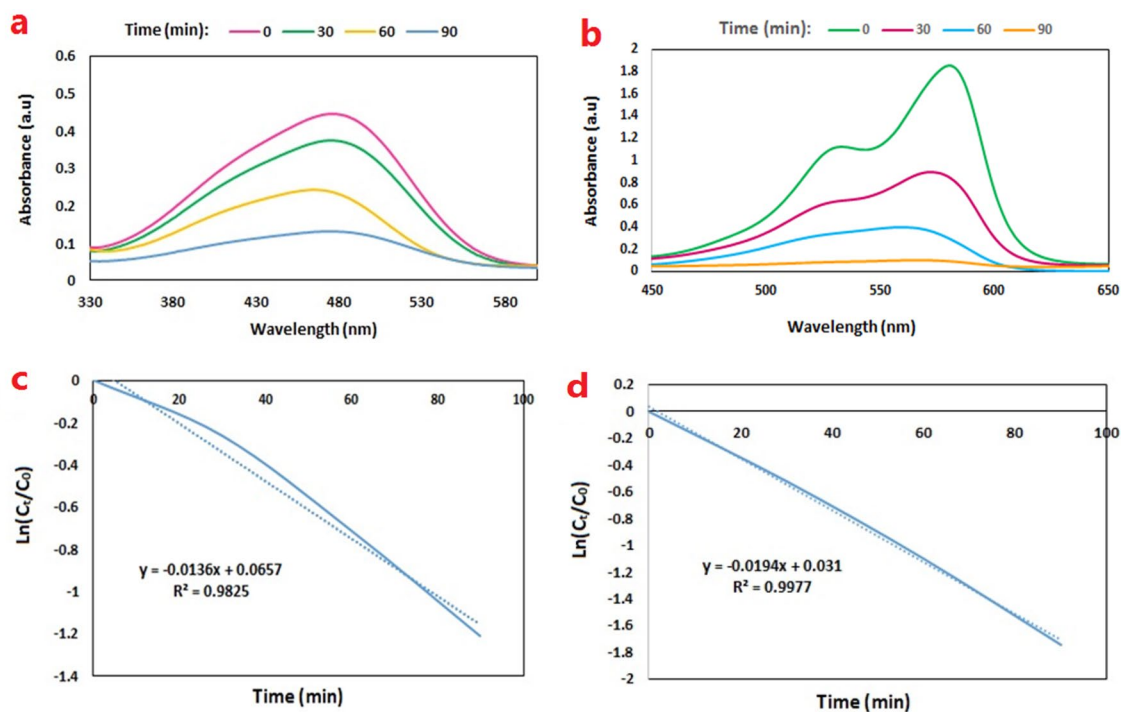 a
Time (min): 0 30 60 90
0.6
0.5
0.4
0.3
0.2
0.1
0
Absorbance (a.u)
330 380 430 480 530 580
Wavelength (nm)
b
Time (min): 0 30 60 90
2
1.8
1.6
1.4
1.2
1
0.8
0.6
0.4
0.2
0
Absorbance (a.u)
450 500 550 600 650
Wavelength (nm)
c
0
-0.2
-0.4
-0.6
-0.8
-1
-1.2
-1.4
Ln(Cₜ/C₀)
0 20 40 60 80 100
y = -0.0136x + 0.0657
R² = 0.9825
Time (min)
d
0.2
0
-0.2
-0.4
-0.6
-0.8
-1
-1.2
-1.4
-1.6
-1.8
-2
Ln(Cₜ/C₀)
0 20 40 60 80 100
y = -0.0194x + 0.031
R² = 0.9977
Time (min)